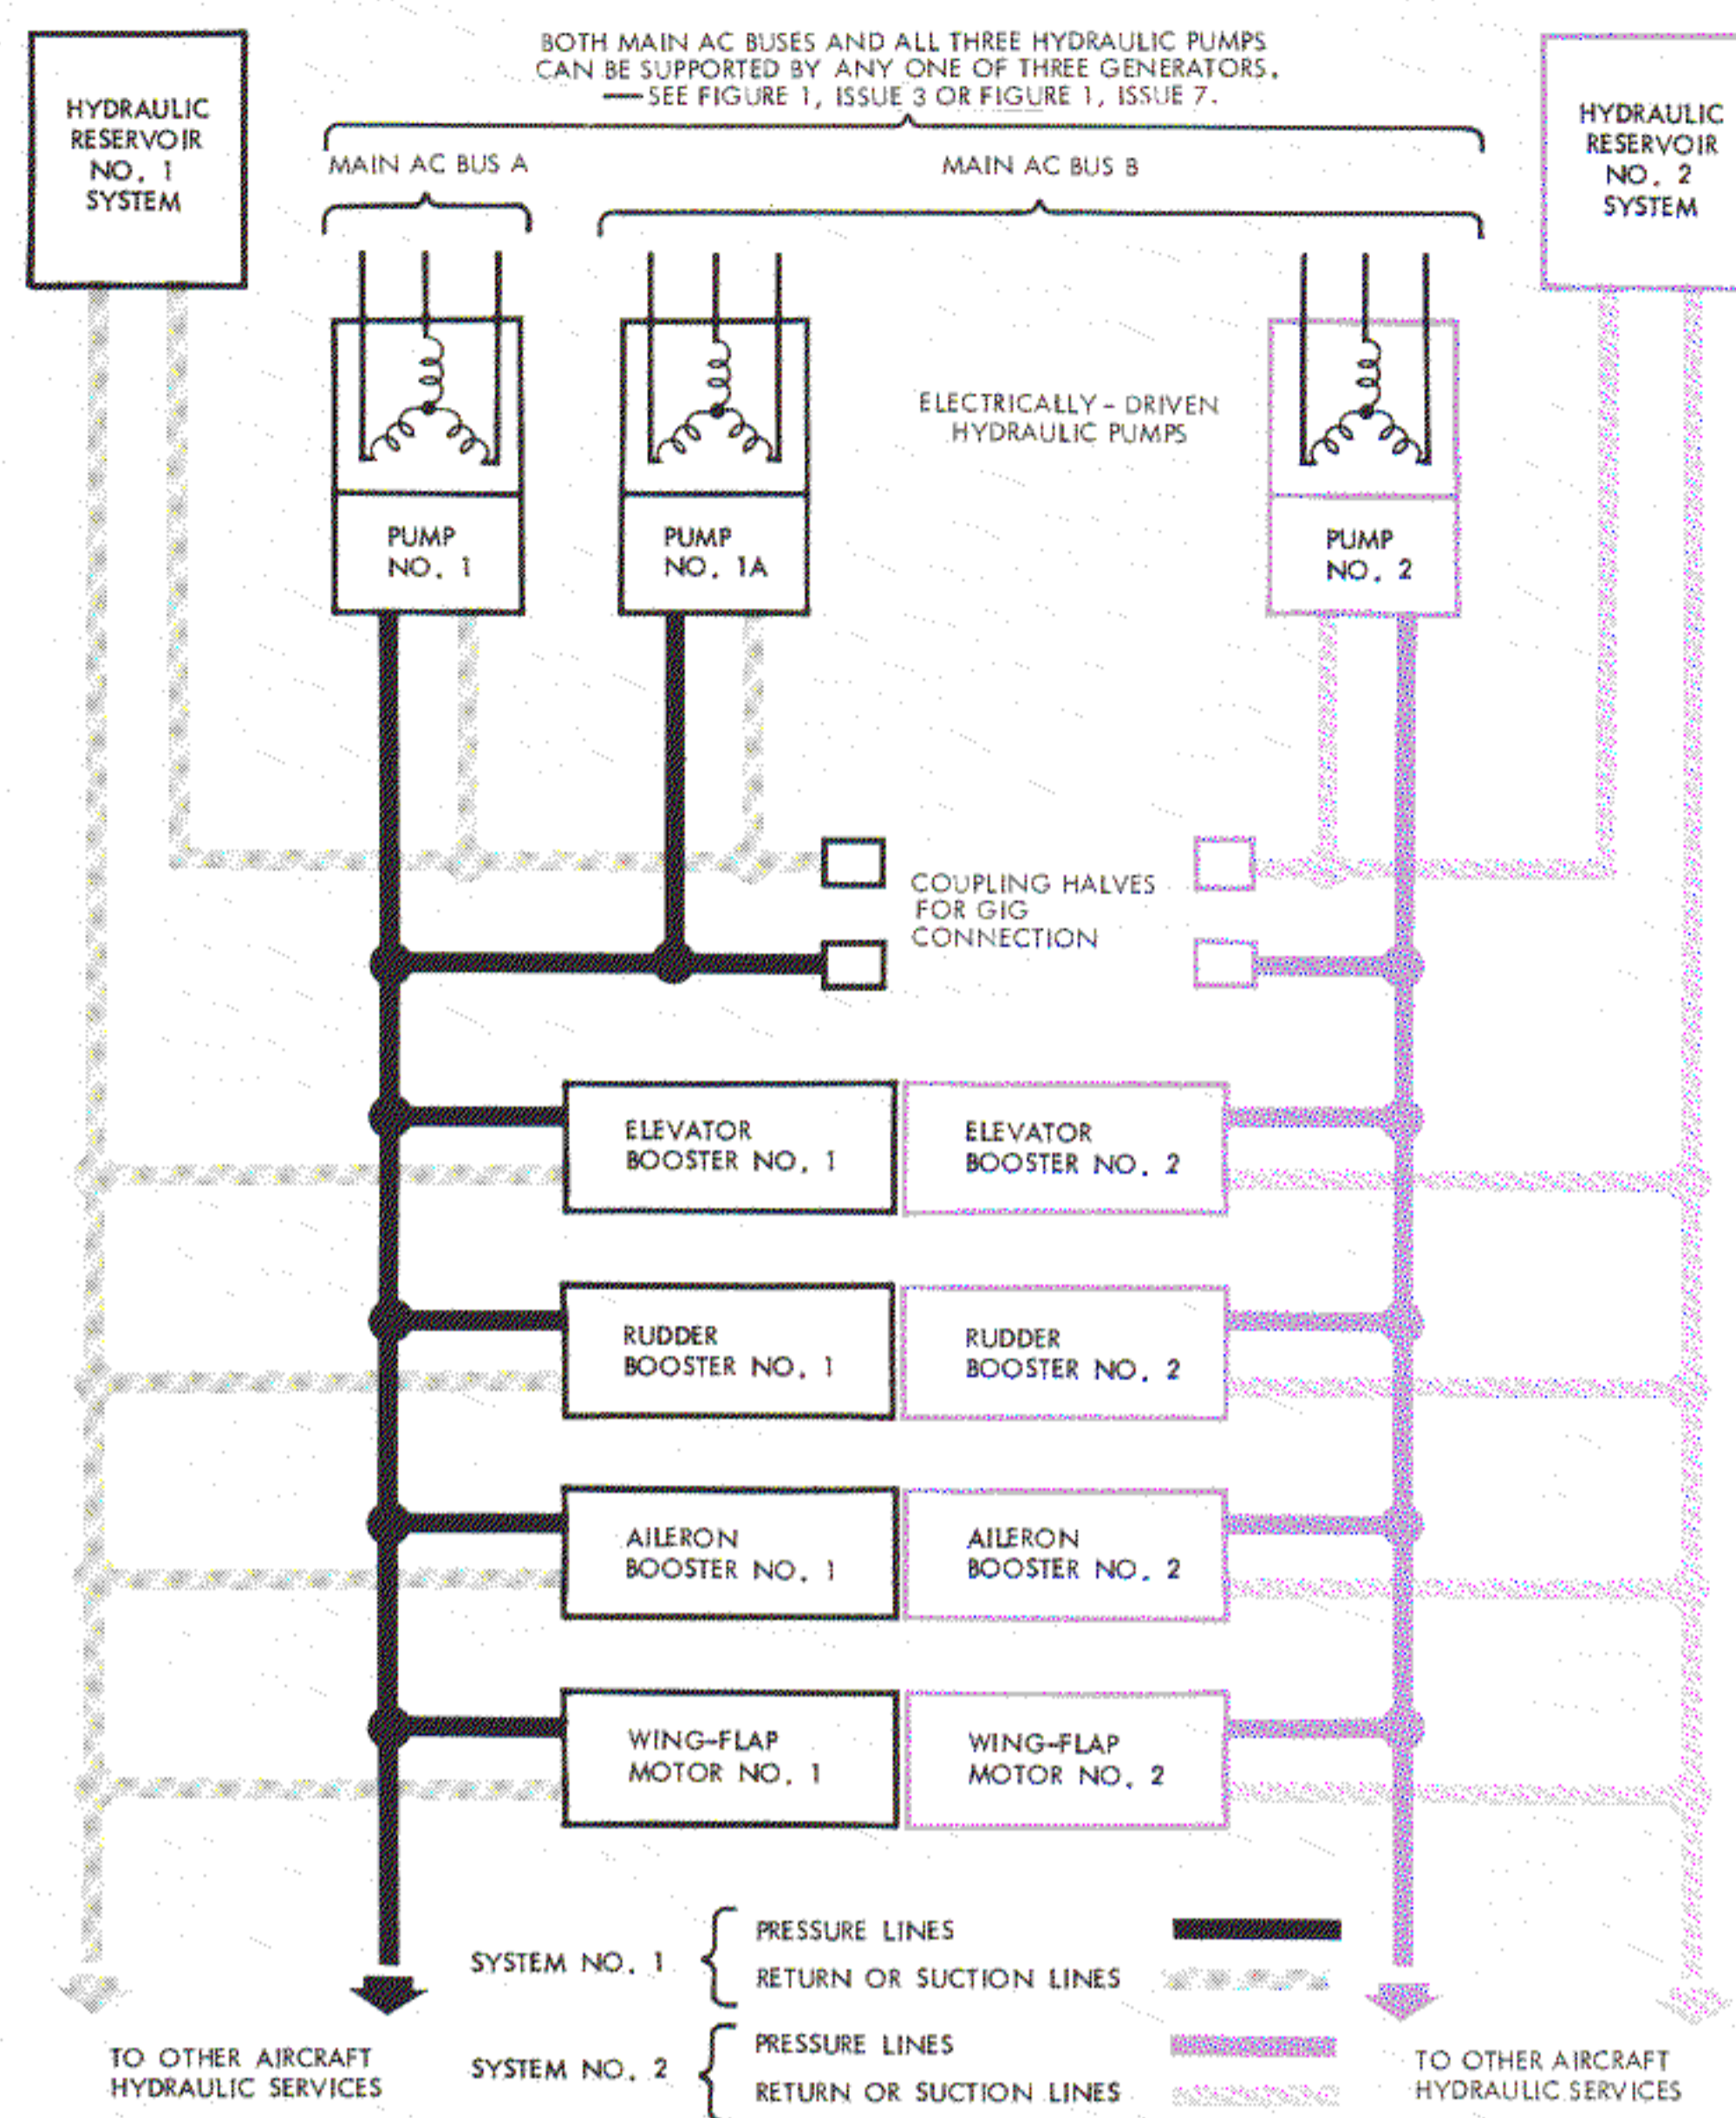 BOTH MAIN AC BUSES AND ALL THREE HYDRAULIC PUMPS
CAN BE SUPPORTED BY ANY ONE OF THREE GENERATORS.
—SEE FIGURE 1, ISSUE 3 OR FIGURE 1, ISSUE 7.
HYDRAULIC
RESERVOIR
NO. 1
SYSTEM
MAIN AC BUS A
MAIN AC BUS B
HYDRAULIC
RESERVOIR
NO. 2
SYSTEM
ELECTRICALLY-DRIVEN
HYDRAULIC PUMPS
PUMP
NO. 1
PUMP
NO. 1A
PUMP
NO. 2
COUPLING HALVES
FOR GIG
CONNECTION
ELEVATOR
BOOSTER NO. 1
ELEVATOR
BOOSTER NO. 2
RUDDER
BOOSTER NO. 1
RUDDER
BOOSTER NO. 2
AILERON
BOOSTER NO. 1
AILERON
BOOSTER NO. 2
WING-FLAP
MOTOR NO. 1
WING-FLAP
MOTOR NO. 2
SYSTEM NO. 1
PRESSURE LINES
RETURN OR SUCTION LINES
SYSTEM NO. 2
PRESSURE LINES
RETURN OR SUCTION LINES
TO OTHER AIRCRAFT
HYDRAULIC SERVICES
TO OTHER AIRCRAFT
HYDRAULIC SERVICES